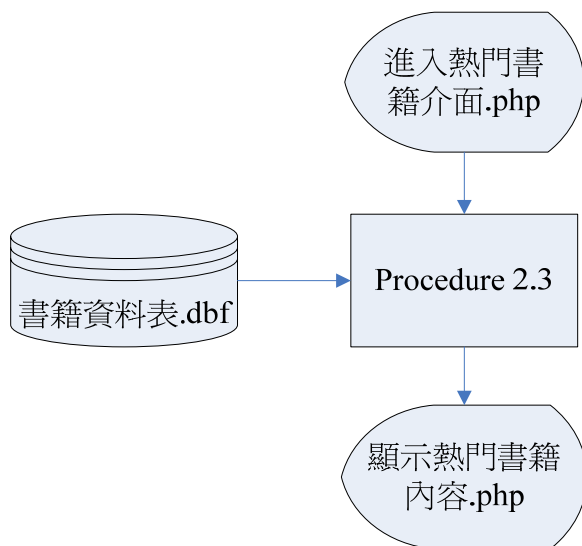 進入熱門書
籍介面.php
Procedure 2.3
書籍資料表.dbf
顯示熱門書籍
內容.php